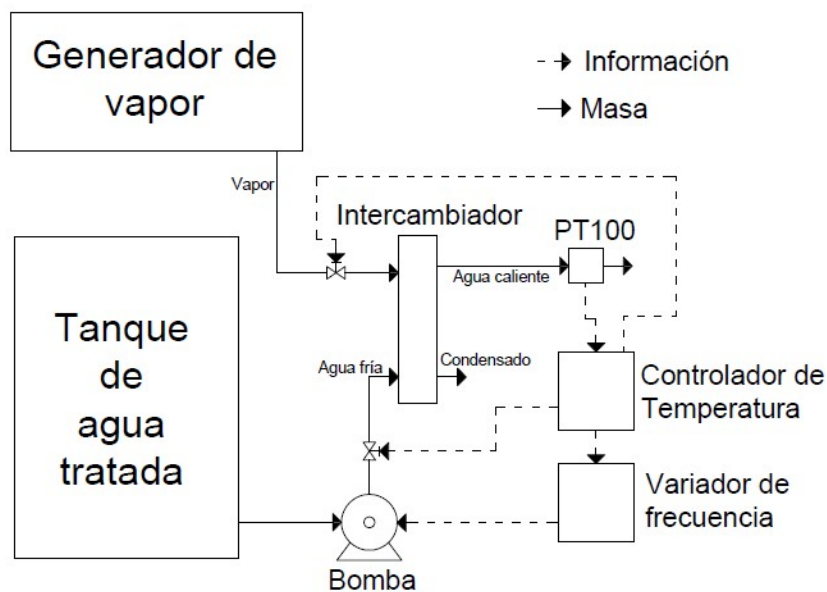 Generador de
vapor
Información
Masa
Vapor
Intercambiador
PT100
Agua caliente
Tanque
de
agua
tratada
Agua fría
Condensado
Controlador de
Temperatura
Variador de
frecuencia
Bomba